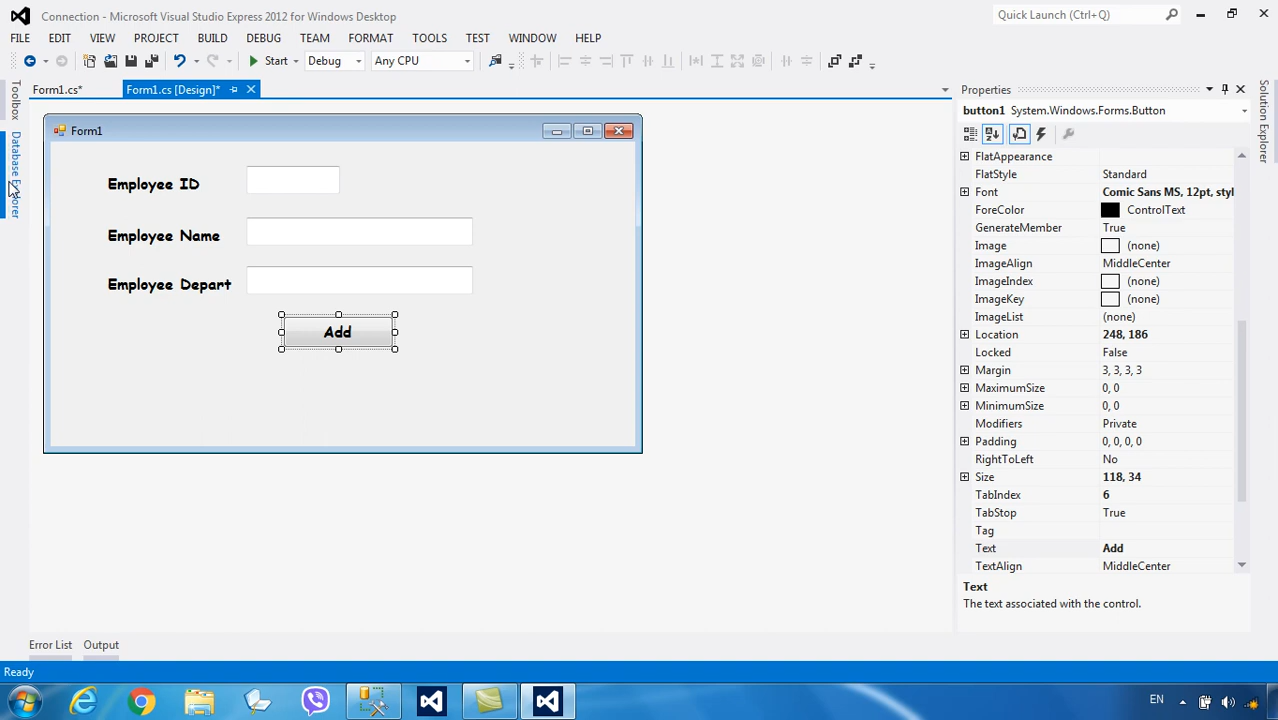 Connection - Microsoft Visual Studio Express 2012 for Windows Desktop
Quick Launch (Ctrl+Q)
FILE EDIT VIEW PROJECT BUILD DEBUG TEAM FORMAT TOOLS TEST WINDOW HELP
Start Debug Any CPU
Toolbox
Database Explorer
Form1.cs* Form1.cs [Design]*
Form1
Employee ID
Employee Name
Employee Depart
Add
Properties
button1 System.Windows.Forms.Button
FlatAppearance
FlatStyle Standard
Font Comic Sans MS, 12pt, styl
ForeColor ControlText
GenerateMember True
Image (none)
ImageAlign MiddleCenter
ImageIndex (none)
ImageKey (none)
ImageList (none)
Location 248, 186
Locked False
Margin 3, 3, 3, 3
MaximumSize 0, 0
MinimumSize 0, 0
Modifiers Private
Padding 0, 0, 0, 0
RightToLeft No
Size 118, 34
TabIndex 6
TabStop True
Tag
Text Add
TextAlign MiddleCenter
Text
The text associated with the control.
Solution Explorer
Error List Output
Ready
EN